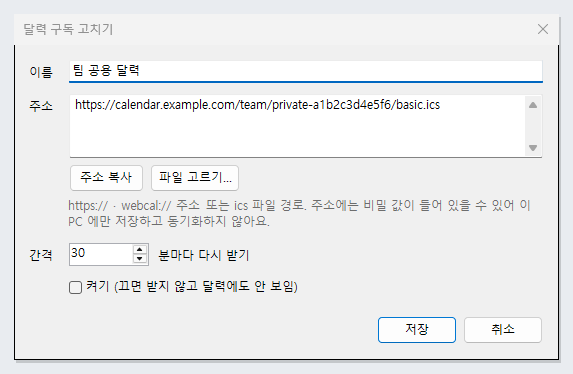 달력 구독 고치기
이름
팀 공용 달력
주소
https://calendar.example.com/team/private-a1b2c3d4e5f6/basic.ics
주소 복사
파일 고르기...
https:// · webcal:// 주소 또는 ics 파일 경로. 주소에는 비밀 값이 들어 있을 수 있어 이
PC 에만 저장하고 동기화하지 않아요.
간격
30
분마다 다시 받기
켜기 (끄면 받지 않고 달력에도 안 보임)
저장
취소